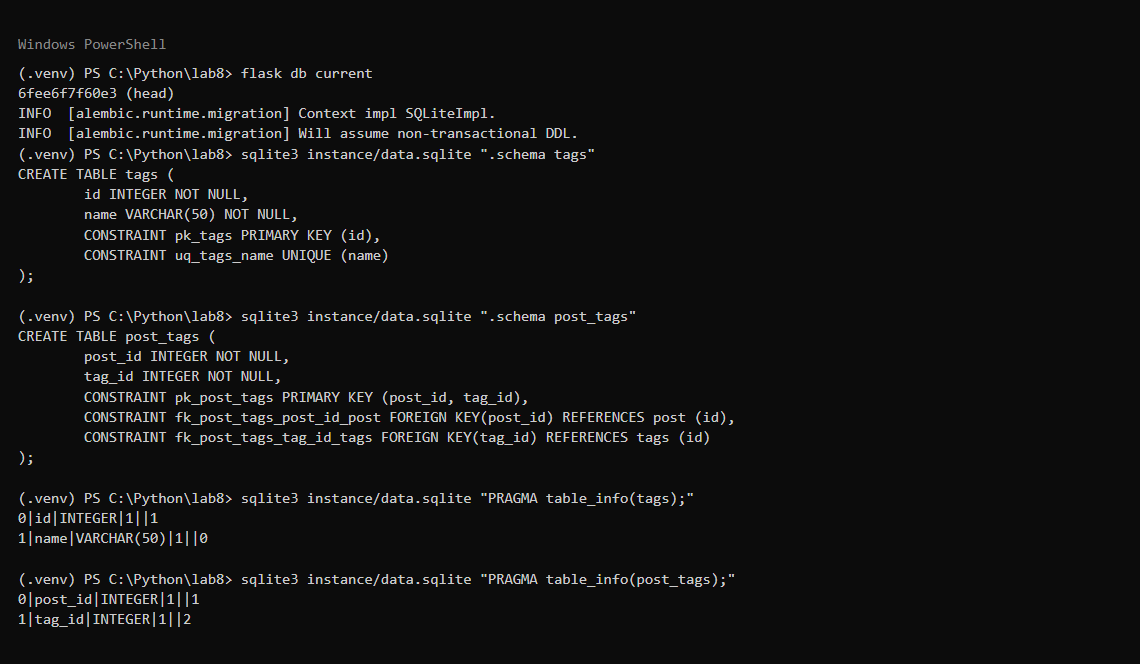 Windows PowerShell
(.venv) PS C:\Python\lab8> flask db current
6fee6f7f60e3 (head)
INFO  [alembic.runtime.migration] Context impl SQLiteImpl.
INFO  [alembic.runtime.migration] Will assume non-transactional DDL.
(.venv) PS C:\Python\lab8> sqlite3 instance/data.sqlite ".schema tags"
CREATE TABLE tags (
        id INTEGER NOT NULL,
        name VARCHAR(50) NOT NULL,
        CONSTRAINT pk_tags PRIMARY KEY (id),
        CONSTRAINT uq_tags_name UNIQUE (name)
);
(.venv) PS C:\Python\lab8> sqlite3 instance/data.sqlite ".schema post_tags"
CREATE TABLE post_tags (
        post_id INTEGER NOT NULL,
        tag_id INTEGER NOT NULL,
        CONSTRAINT pk_post_tags PRIMARY KEY (post_id, tag_id),
        CONSTRAINT fk_post_tags_post_id_post FOREIGN KEY(post_id) REFERENCES post (id),
        CONSTRAINT fk_post_tags_tag_id_tags FOREIGN KEY(tag_id) REFERENCES tags (id)
);
(.venv) PS C:\Python\lab8> sqlite3 instance/data.sqlite "PRAGMA table_info(tags);"
0|id|INTEGER|1||1
1|name|VARCHAR(50)|1||0
(.venv) PS C:\Python\lab8> sqlite3 instance/data.sqlite "PRAGMA table_info(post_tags);"
0|post_id|INTEGER|1||1
1|tag_id|INTEGER|1||2